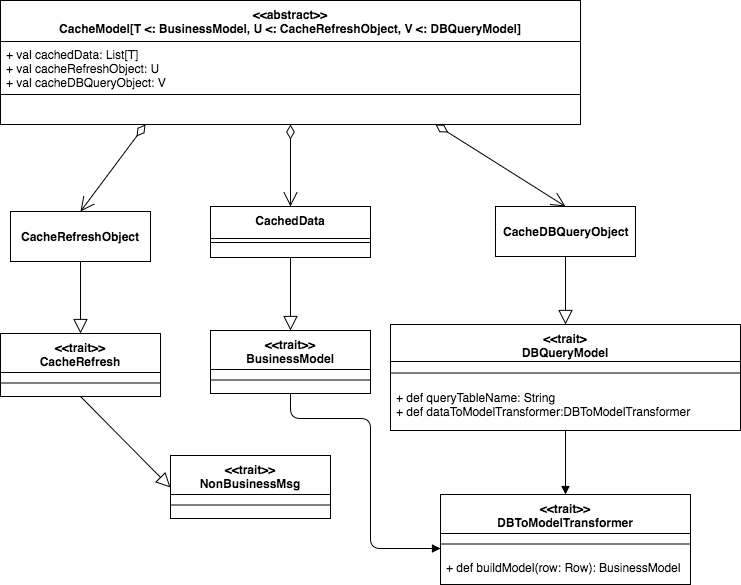 <<abstract>>
CacheModel[T <: BusinessModel, U <: CacheRefreshObject, V <: DBQueryModel]
+ val cachedData: List[T]
+ val cacheRefreshObject: U
+ val cacheDBQueryObject: V
CacheRefreshObject
CachedData
CacheDBQueryObject
<<trait>>
CacheRefresh
<<trait>>
BusinessModel
<<trait>
DBQueryModel
+ def queryTableName: String
+ def dataToModelTransformer:DBToModelTransformer
<<trait>>
NonBusinessMsg
<<trait>>
DBToModelTransformer
+ def buildModel(row: Row): BusinessModel